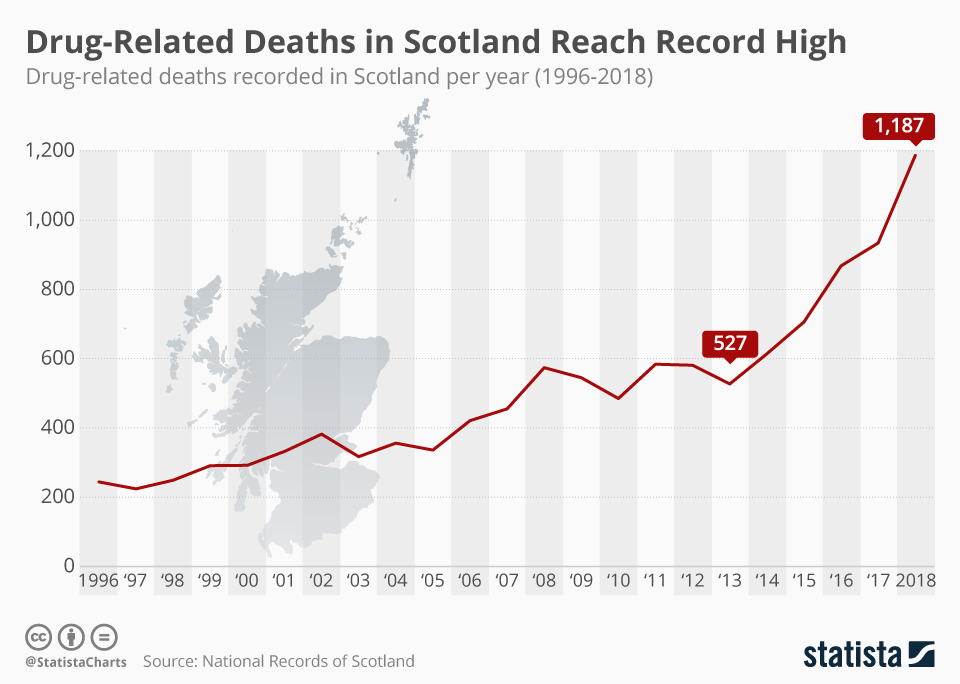 Drug-Related Deaths in Scotland Reach Record High
Drug-related deaths recorded in Scotland per year (1996-2018)
1,187
1,200
1,000
800
600
527
400
200
0
1996 ‘97 ‘98 ‘99 ‘00 ‘01 ‘02 ‘03 ‘04 ‘05 ‘06 ‘07 ‘08 ‘09 ‘10 ‘11 ‘12 ‘13 ‘14 ‘15 ‘16 ‘17 2018
cc
@StatistaCharts Source: National Records of Scotland
statista